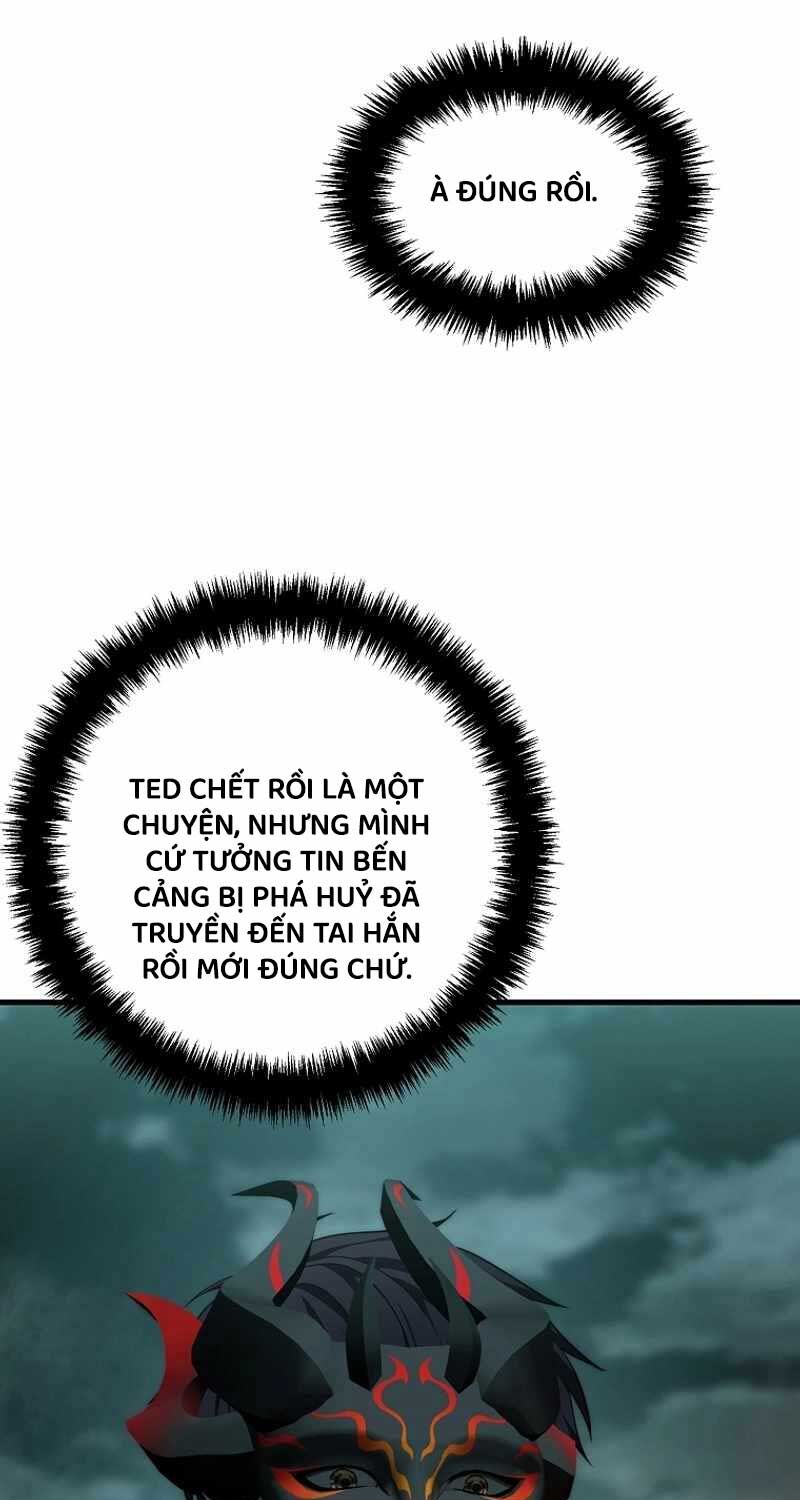 À ĐÚNG RỒI.
TED CHẾT RỒI LÀ MỘT
CHUYỆN, NHƯNG MÌNH
CỨ TƯỞNG TIN BẾN
CẢNG BỊ PHÁ HUỶ ĐÃ
TRUYỀN ĐẾN TAI HẮN
RỒI MỚI ĐÚNG CHỨ.